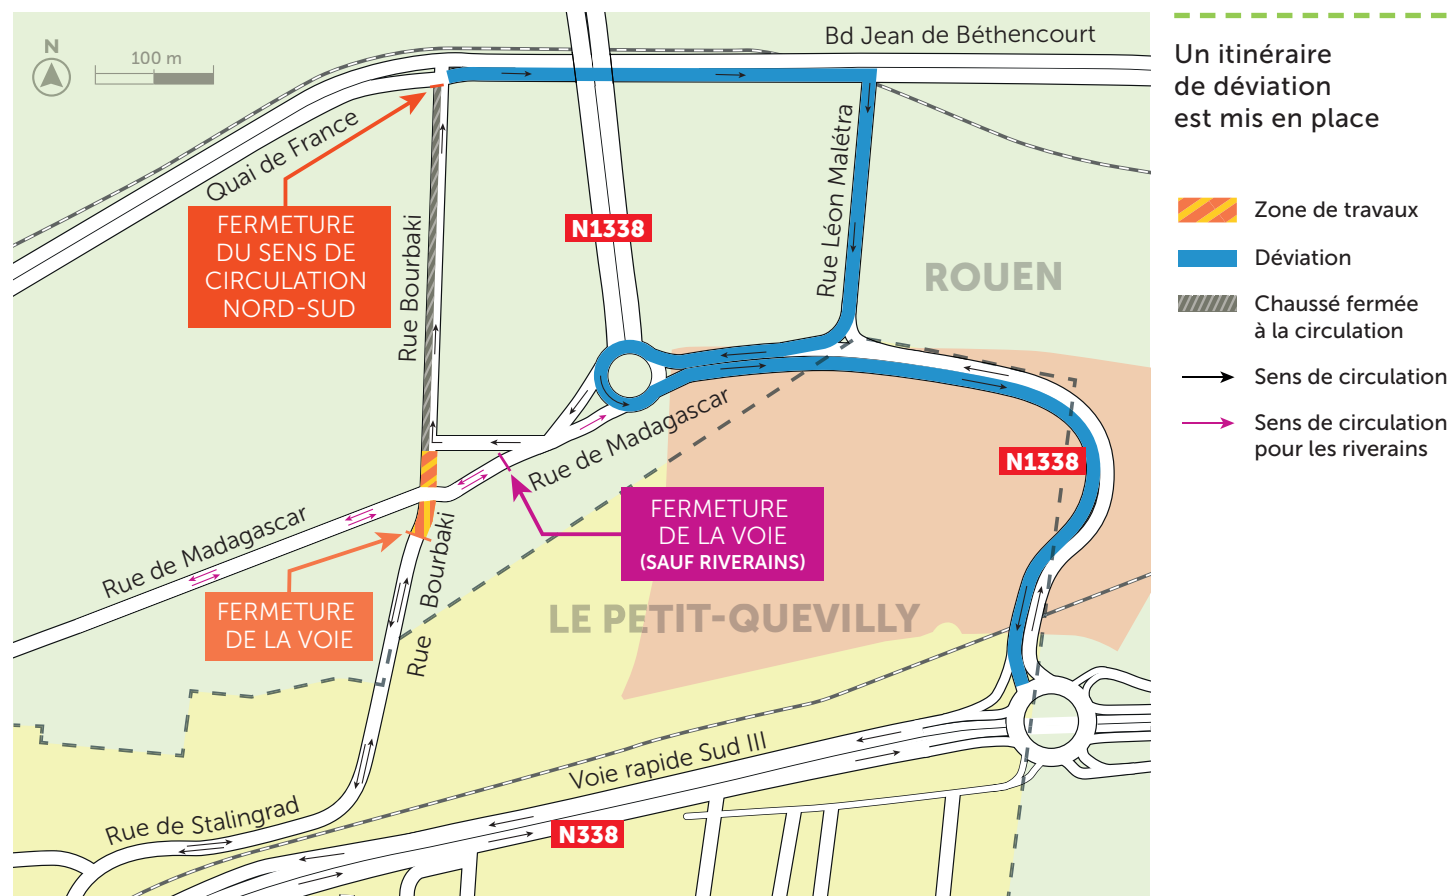 N
100 m
Bd Jean de Béthencourt
Quai de France
FERMETURE
DU SENS DE
CIRCULATION
NORD-SUD
Rue Bourbaki
N1338
Rue Léon Malétra
ROUEN
Rue de Madagascar
N1338
FERMETURE
DE LA VOIE
(SAUF RIVERAINS)
Rue de Madagascar
Rue Bourbaki
FERMETURE
DE LA VOIE
LE PETIT-QUEVILLY
Voie rapide Sud III
Rue de Stalingrad
N338
Un itinéraire
de déviation
est mis en place
Zone de travaux
Déviation
Chaussé fermée
à la circulation
Sens de circulation
Sens de circulation
pour les riverains